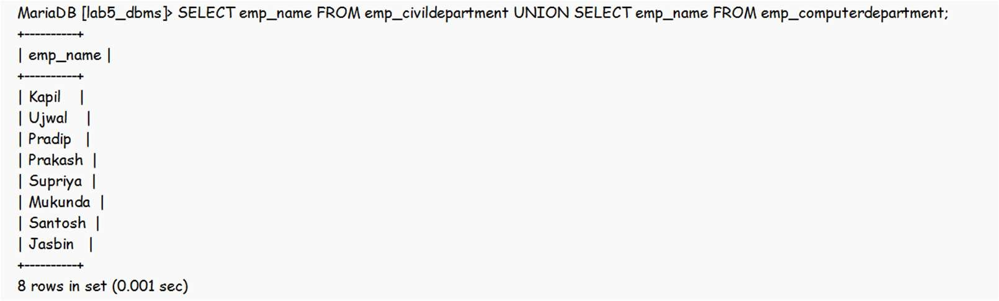 MariaDB [lab5_dbms]> SELECT emp_name FROM emp_civildepartment UNION SELECT emp_name FROM emp_computerdepartment;
+----------+
| emp_name |
+----------+
| Kapil    |
| Ujwal    |
| Pradip   |
| Prakash  |
| Supriya  |
| Mukunda  |
| Santosh  |
| Jasbin   |
+----------+
8 rows in set (0.001 sec)